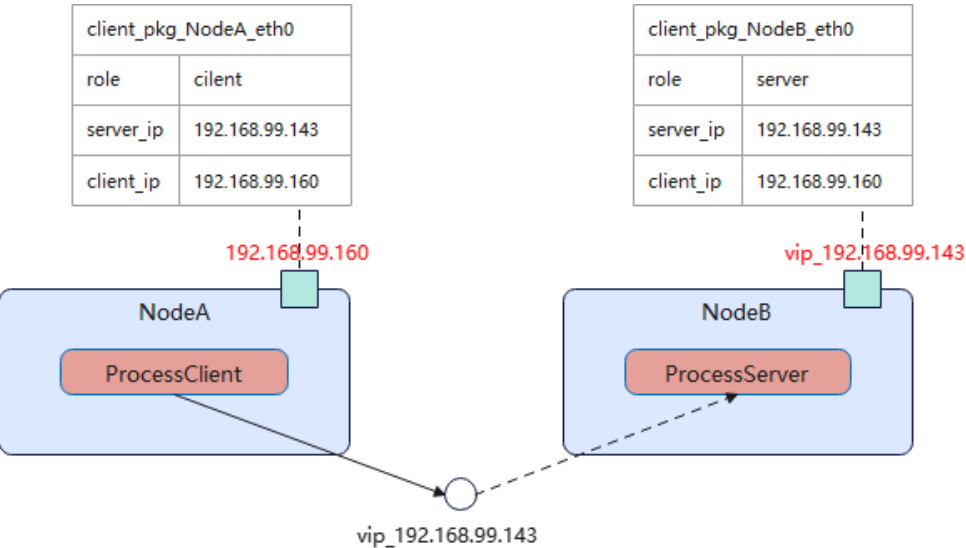 client_pkg_NodeA_eth0
role cilent
server_ip 192.168.99.143
client_ip 192.168.99.160
client_pkg_NodeB_eth0
role server
server_ip 192.168.99.143
client_ip 192.168.99.160
192.168.99.160
vip_192.168.99.143
NodeA
NodeB
ProcessClient
ProcessServer
vip_192.168.99.143